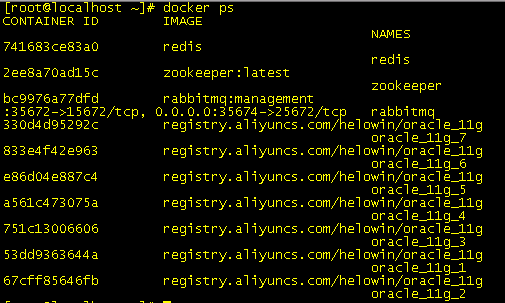 [root@localhost ~]# docker ps
CONTAINER ID IMAGE
NAMES
741683ce83a0 redis
redis
2ee8a70ad15c zookeeper:latest
zookeeper
bc9976a77dfd rabbitmq:management
:35672->15672/tcp, 0.0.0.0:35674->25672/tcp rabbitmq
330d4d95292c registry.aliyuncs.com/helowin/oracle_11g
oracle_11g_7
833e4f42e963 registry.aliyuncs.com/helowin/oracle_11g
oracle_11g_6
e86d04e887c4 registry.aliyuncs.com/helowin/oracle_11g
oracle_11g_5
a561c473075a registry.aliyuncs.com/helowin/oracle_11g
oracle_11g_4
751c13006606 registry.aliyuncs.com/helowin/oracle_11g
oracle_11g_3
53dd9363644a registry.aliyuncs.com/helowin/oracle_11g
oracle_11g_1
67cff85646fb registry.aliyuncs.com/helowin/oracle_11g
oracle_11g_2